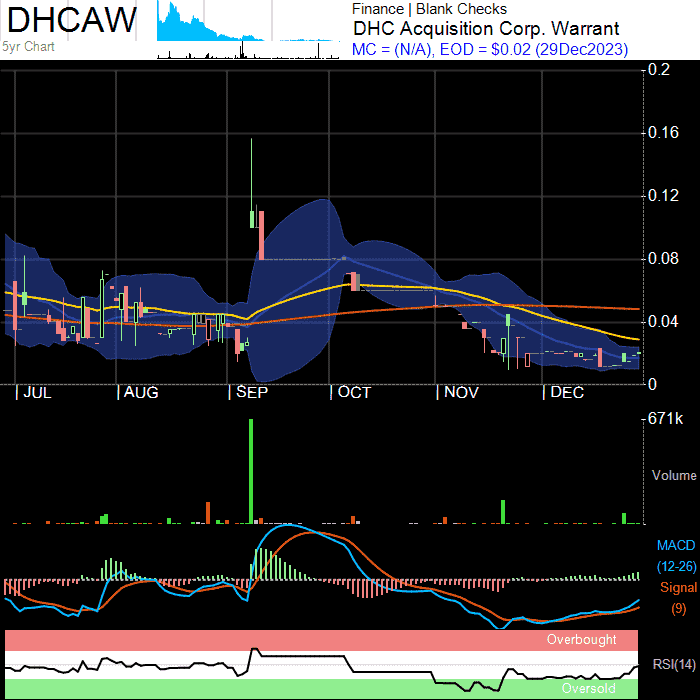 DHCAW
5yr Chart
Finance | Blank Checks
DHC Acquisition Corp. Warrant
MC = (N/A), EOD = $0.02 (29Dec2023)
0.2
0.16
0.12
0.08
0.04
0
| JUL | AUG | SEP | OCT | NOV | DEC
671k
Volume
MACD
(12-26)
Signal
(9)
Overbought
RSI(14)
Oversold